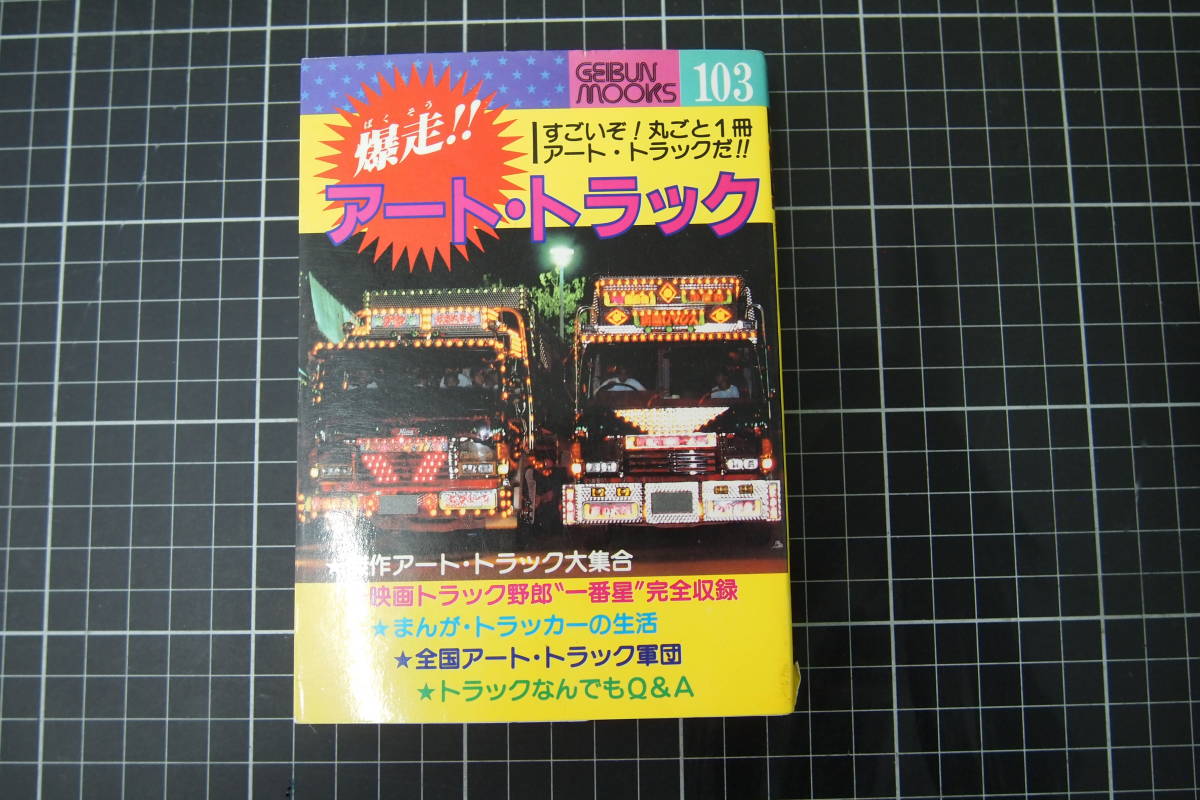 GEIBUN
MOOKS
103
ばくそう
爆走!!
すごいぞ!丸ごと1冊
アート・トラックだ!!
アート・トラック
作アート・トラック大集合
映画トラック野郎"一番星"完全収録
★まんが・トラッカーの生活
★全国アート・トラック軍団
★トラックなんでもQ&A